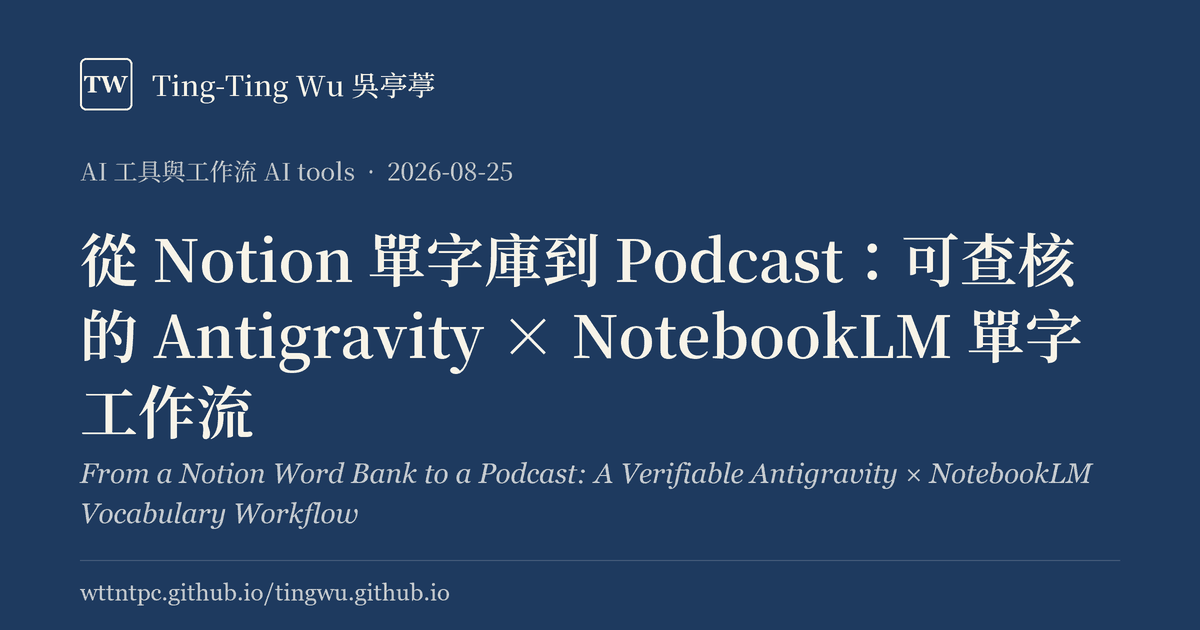 TW
Ting-Ting Wu 吳亭葶
AI 工具與工作流 AI tools · 2026-08-25
從 Notion 單字庫到 Podcast：可查核
的 Antigravity × NotebookLM 單字
工作流
From a Notion Word Bank to a Podcast: A Verifiable Antigravity × NotebookLM
Vocabulary Workflow
wttntpc.github.io/tingwu.github.io